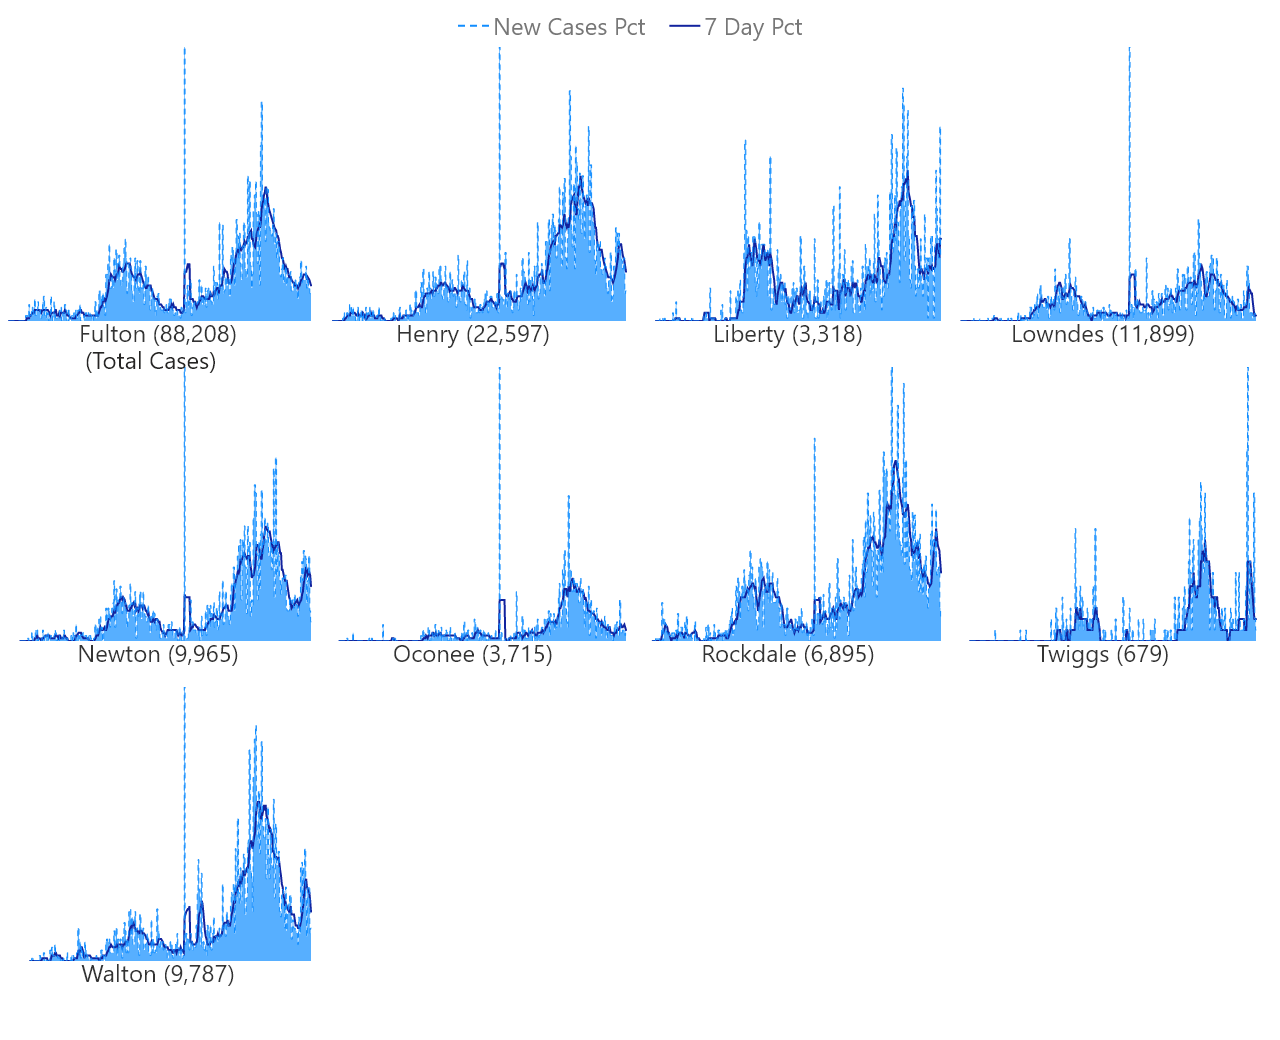 New Cases Pct 7 Day Pct
Fulton (88,208)
(Total Cases)
Henry (22,597)
Liberty (3,318)
Lowndes (11,899)
Newton (9,965)
Oconee (3,715)
Rockdale (6,895)
Twiggs (679)
Walton (9,787)